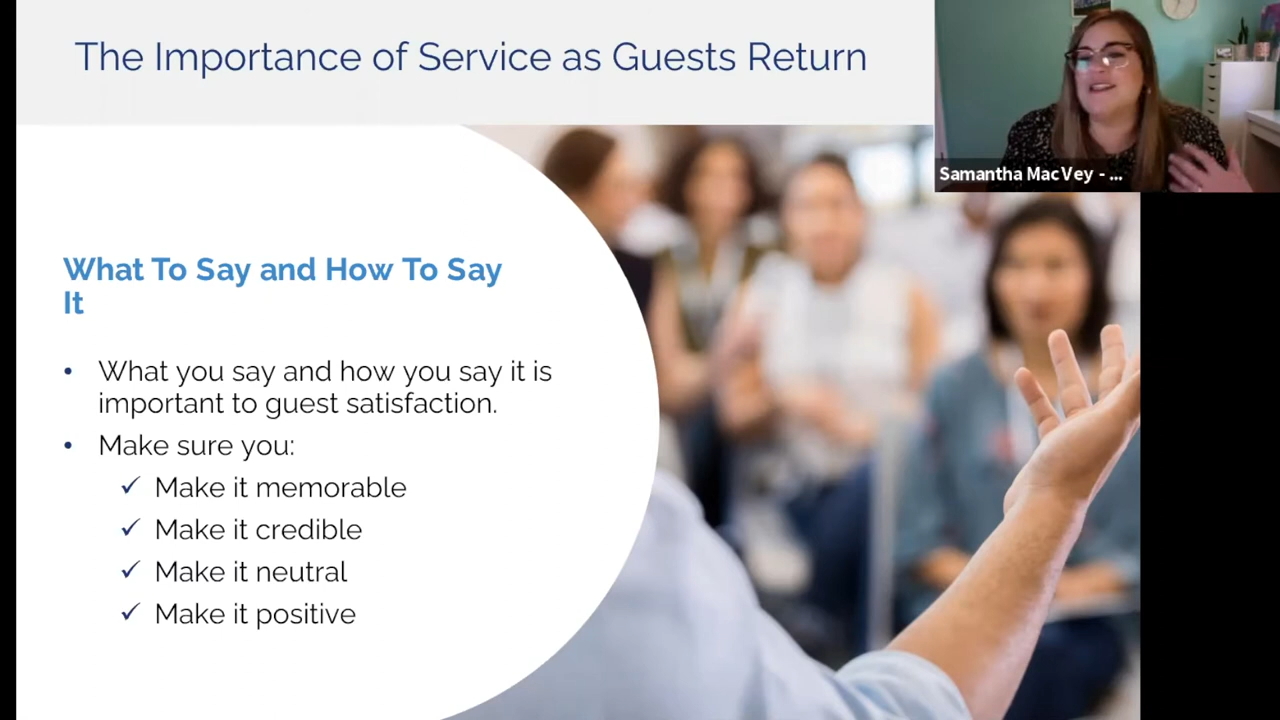 The Importance of Service as Guests Return
Samantha MacVey - ...
What To Say and How To Say
It
• What you say and how you say it is
important to guest satisfaction.
• Make sure you:
✓ Make it memorable
✓ Make it credible
✓ Make it neutral
✓ Make it positive